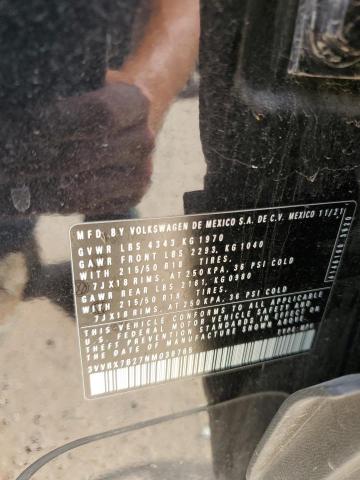 MFD. BY VOLKSWAGEN DE MEXICO S.A. DE C.V. MEXICO 11/21
GVWR LBS 4343 KG 1970
GAWR FRONT LBS 2293, KG 1040
WITH 215/50 R18 TIRES,
7JX18 RIMS, AT 250 KPA, 36 PSI COLD
GAWR REAR LBS 2161, KG 0980
WITH 215/50 R18 TIRES,
7JX18 RIMS, AT 250 KPA, 36 PSI COLD
THIS VEHICLE CONFORMS TO ALL APPLICABLE
U.S. FEDERAL MOTOR VEHICLE SAFETY, BUMPER, AND
THEFT PREVENTION STANDARDS IN EFFECT ON
THE DATE OF MANUFACTURE SHOWN ABOVE.